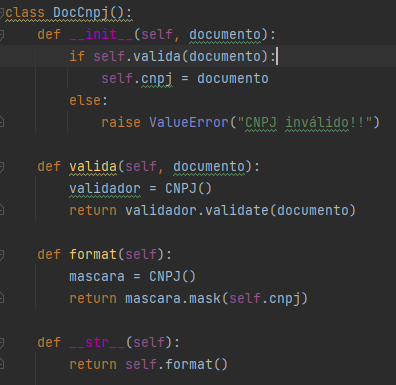 class DocCnpj():
    def __init__(self, documento):
        if self.valida(documento):
            self.cnpj = documento
        else:
            raise ValueError("CNPJ inválido!!")
    def valida(self, documento):
        validador = CNPJ()
        return validador.validate(documento)
    def format(self):
        mascara = CNPJ()
        return mascara.mask(self.cnpj)
    def __str__(self):
        return self.format()